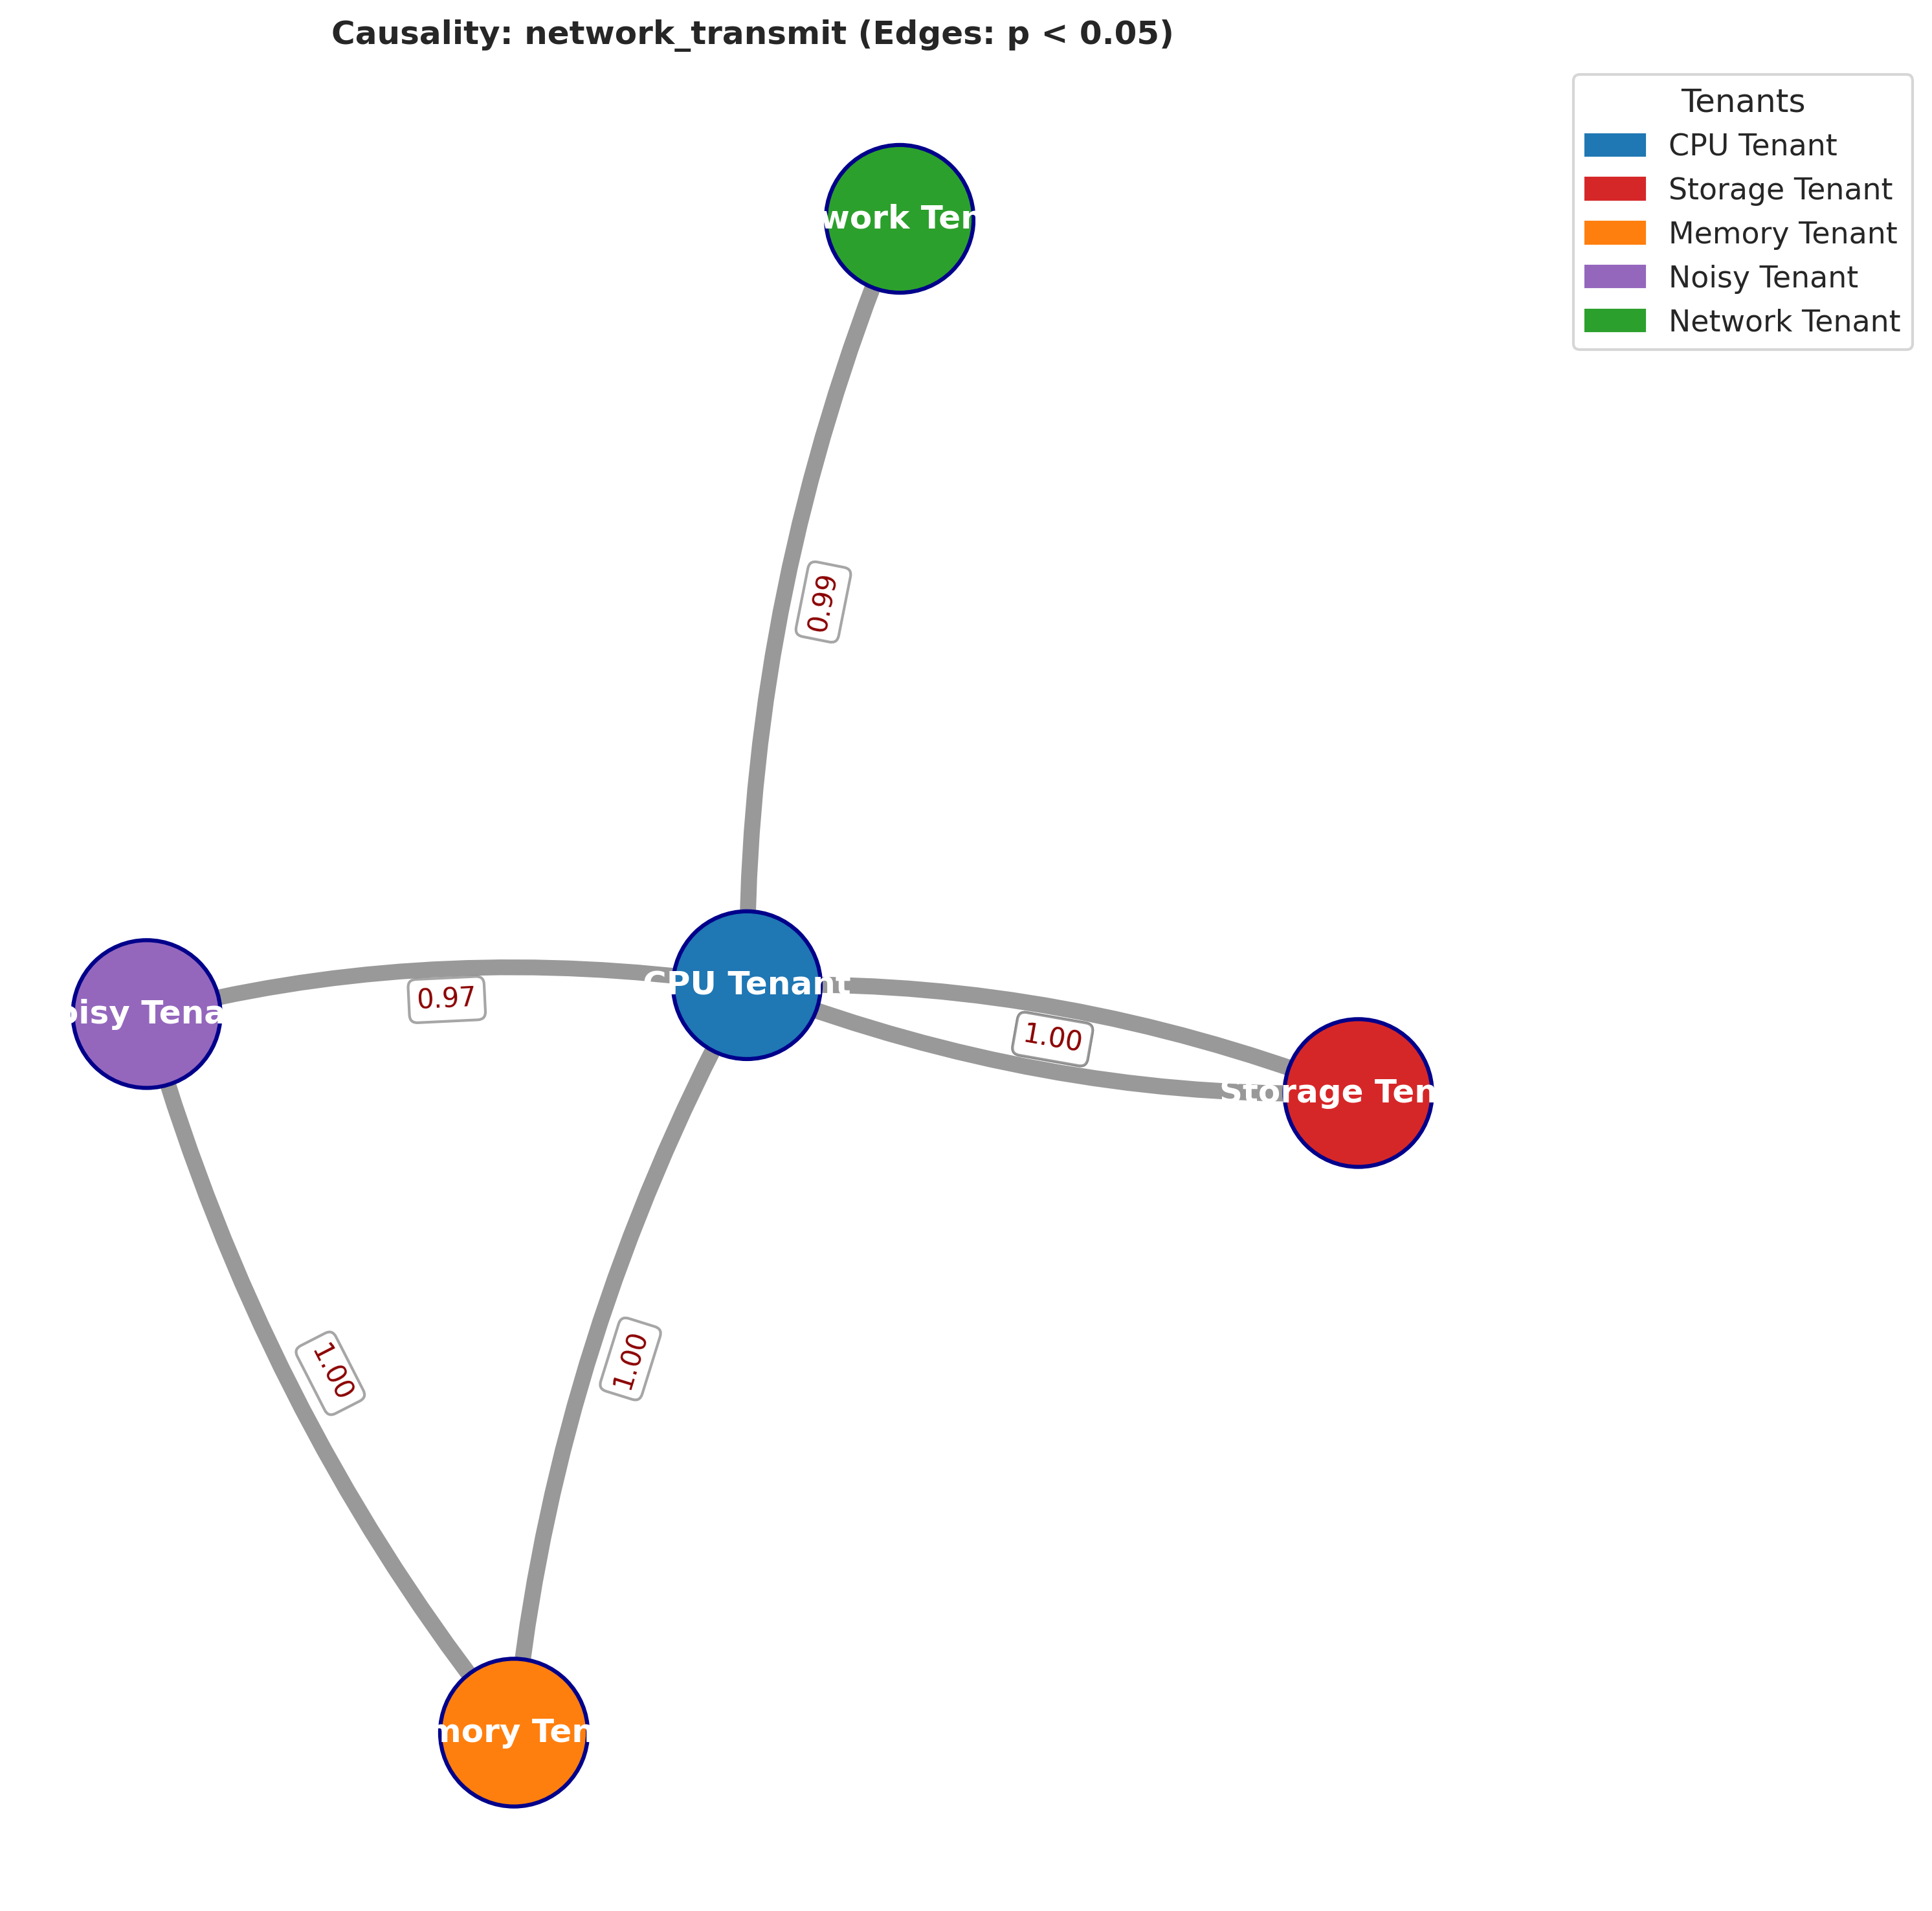 Causality: network_transmit (Edges: p < 0.05)
Tenants
CPU Tenant
Storage Tenant
Memory Tenant
Noisy Tenant
Network Tenant
work Ten
0.99
CPU Tenant
0.97
oisy Tena
1.00
Storage Ten
1.00
1.00
mory Ten